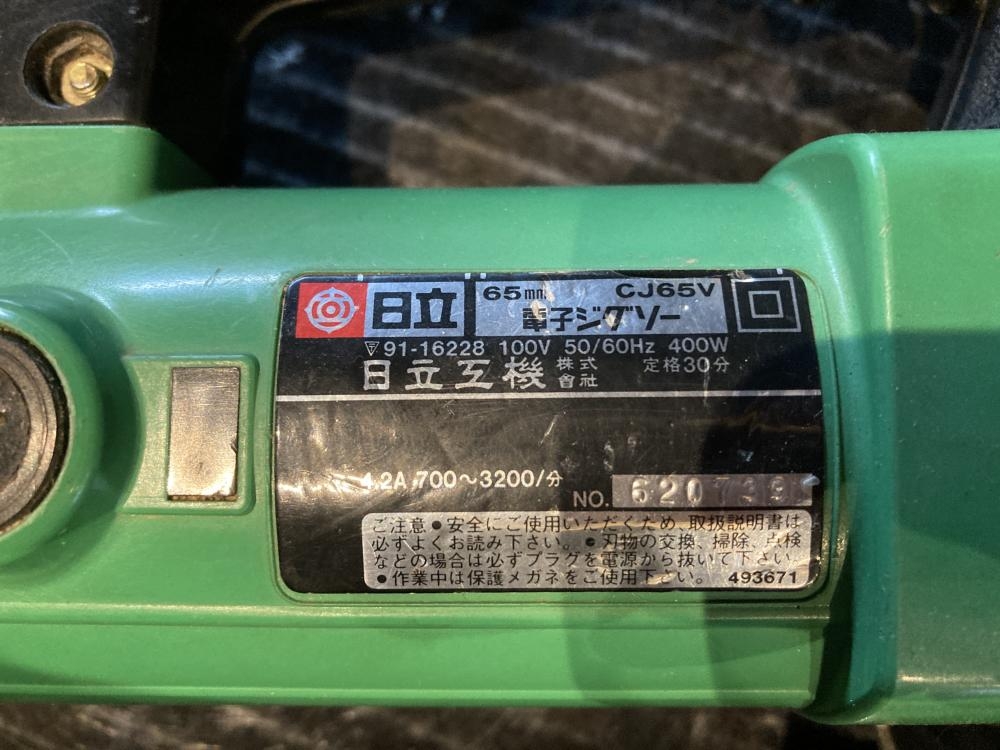 日立 65mm CJ65V
電子ジグソー
91-16228 100V 50/60Hz 400W
日立工機 株式會社 定格30分
4.2A 700～3200/分
NO.
ご注意 ● 安全にご使用いただくため、取扱説明書は
必ずよくお読み下さい。 ● 刃物の交換、掃除、点検
などの場合は必ずプラグを電源から抜いて下さい。
● 作業中は保護メガネをご使用下さい。 493671